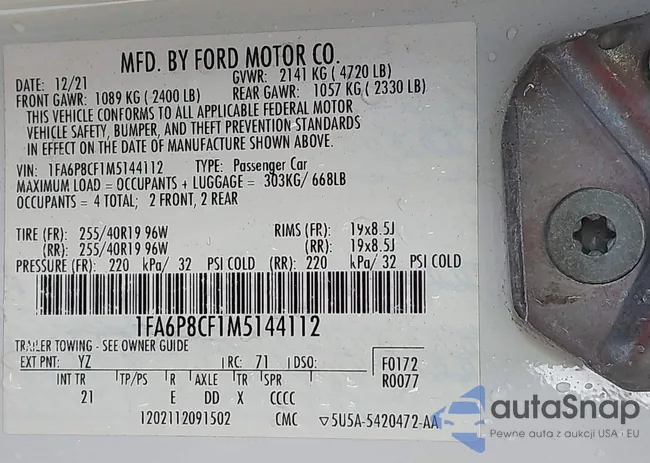 MFD. BY FORD MOTOR CO.
DATE: 12/21 GVWR: 2141 KG ( 4720 LB)
FRONT GAWR: 1089 KG ( 2400 LB) REAR GAWR: 1057 KG ( 2330 LB)
THIS VEHICLE CONFORMS TO ALL APPLICABLE FEDERAL MOTOR
VEHICLE SAFETY, BUMPER, AND THEFT PREVENTION STANDARDS
IN EFFECT ON THE DATE OF MANUFACTURE SHOWN ABOVE.
VIN: 1FA6P8CF1M5144112 TYPE: Passenger Car
MAXIMUM LOAD = OCCUPANTS + LUGGAGE = 303KG/ 668LB
OCCUPANTS = 4 TOTAL; 2 FRONT, 2 REAR
TIRE (FR): 255/40R19 96W RIMS (FR): 19x8.5J
(RR): 255/40R19 96W (RR): 19x8.5J
PRESSURE (FR): 220 kPa/ 32 PSI COLD (RR): 220 kPa/ 32 PSI COLD
1FA6P8CF1M5144112
TRAILER TOWING - SEE OWNER GUIDE
EXT PNT: YZ RC: 71 DSO: F0172
R0077
INT TR TP/PS R AXLE TR SPR
21 E DD X CCCC
1202112091502 CMC ▽5U5A-5420472-AA
autoSnap
Pewne auta z aukcji USA i EU